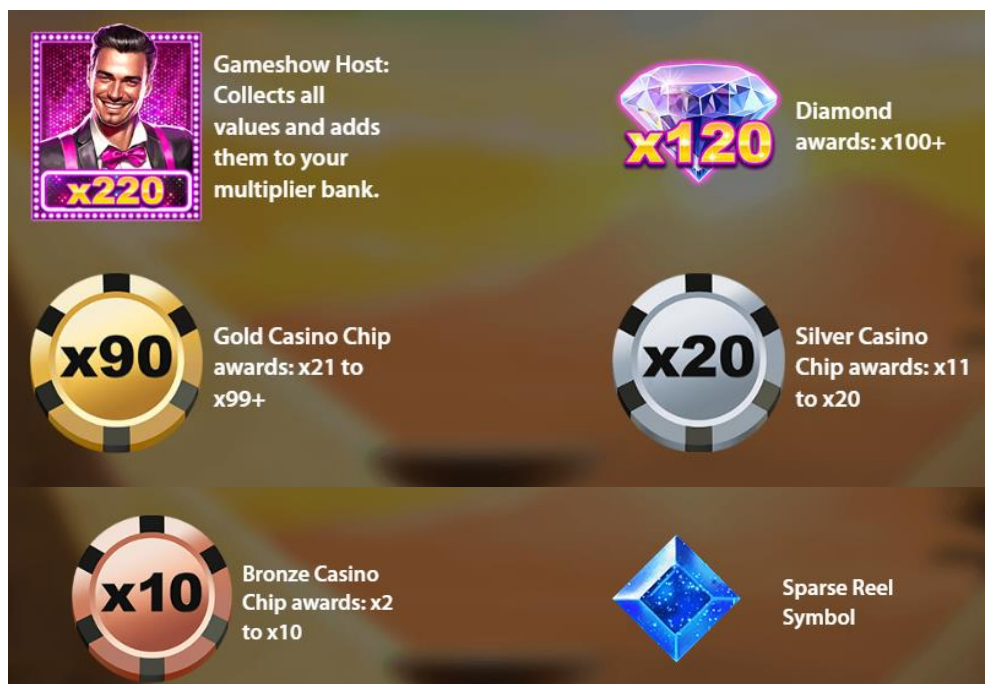 x220
Gameshow Host:
Collects all
values and adds
them to your
multiplier bank.
x120
Diamond
awards: x100+
x90
Gold Casino Chip
awards: x21 to
x99+
x20
Silver Casino
Chip awards: x11
to x20
x10
Bronze Casino
Chip awards: x2
to x10
Sparse Reel
Symbol